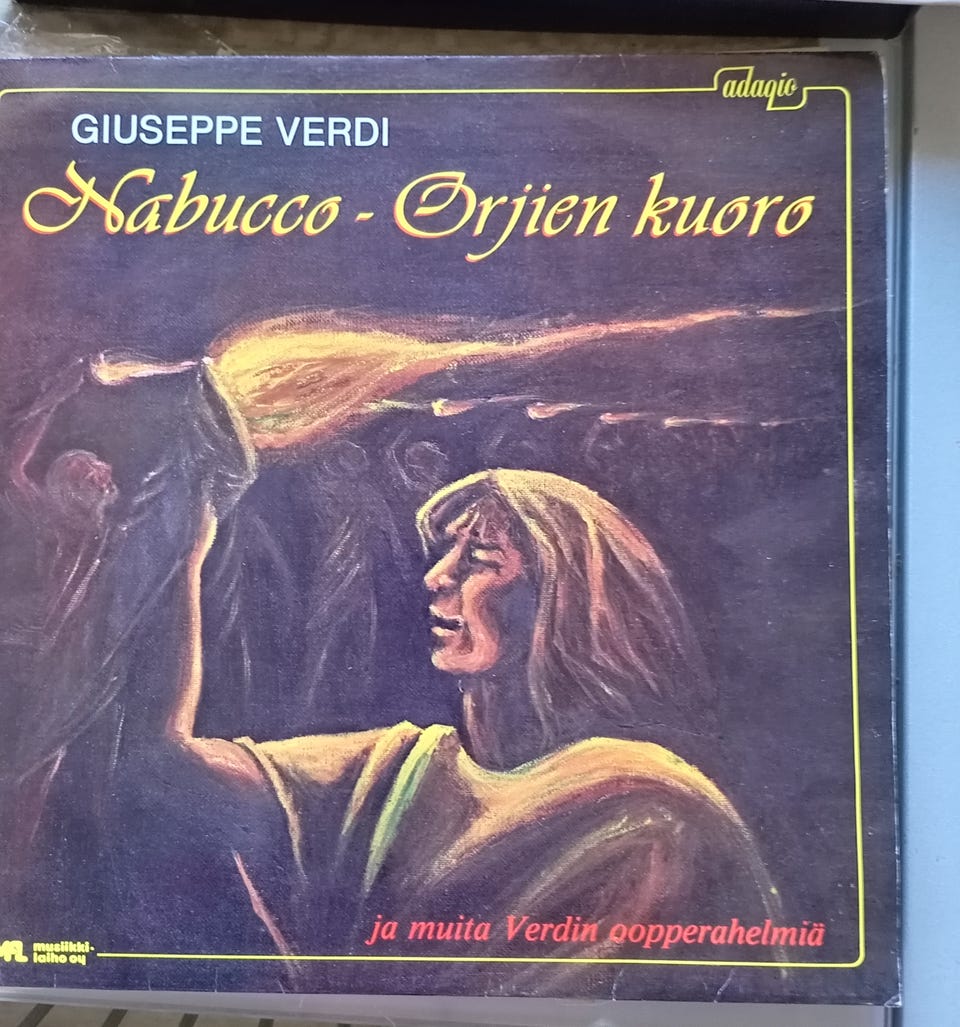 adagio
GIUSEPPE VERDI
Nabucco - Orjien kuoro
ja muita Verdin oopperahelmiä
musiikki-
laiho oy